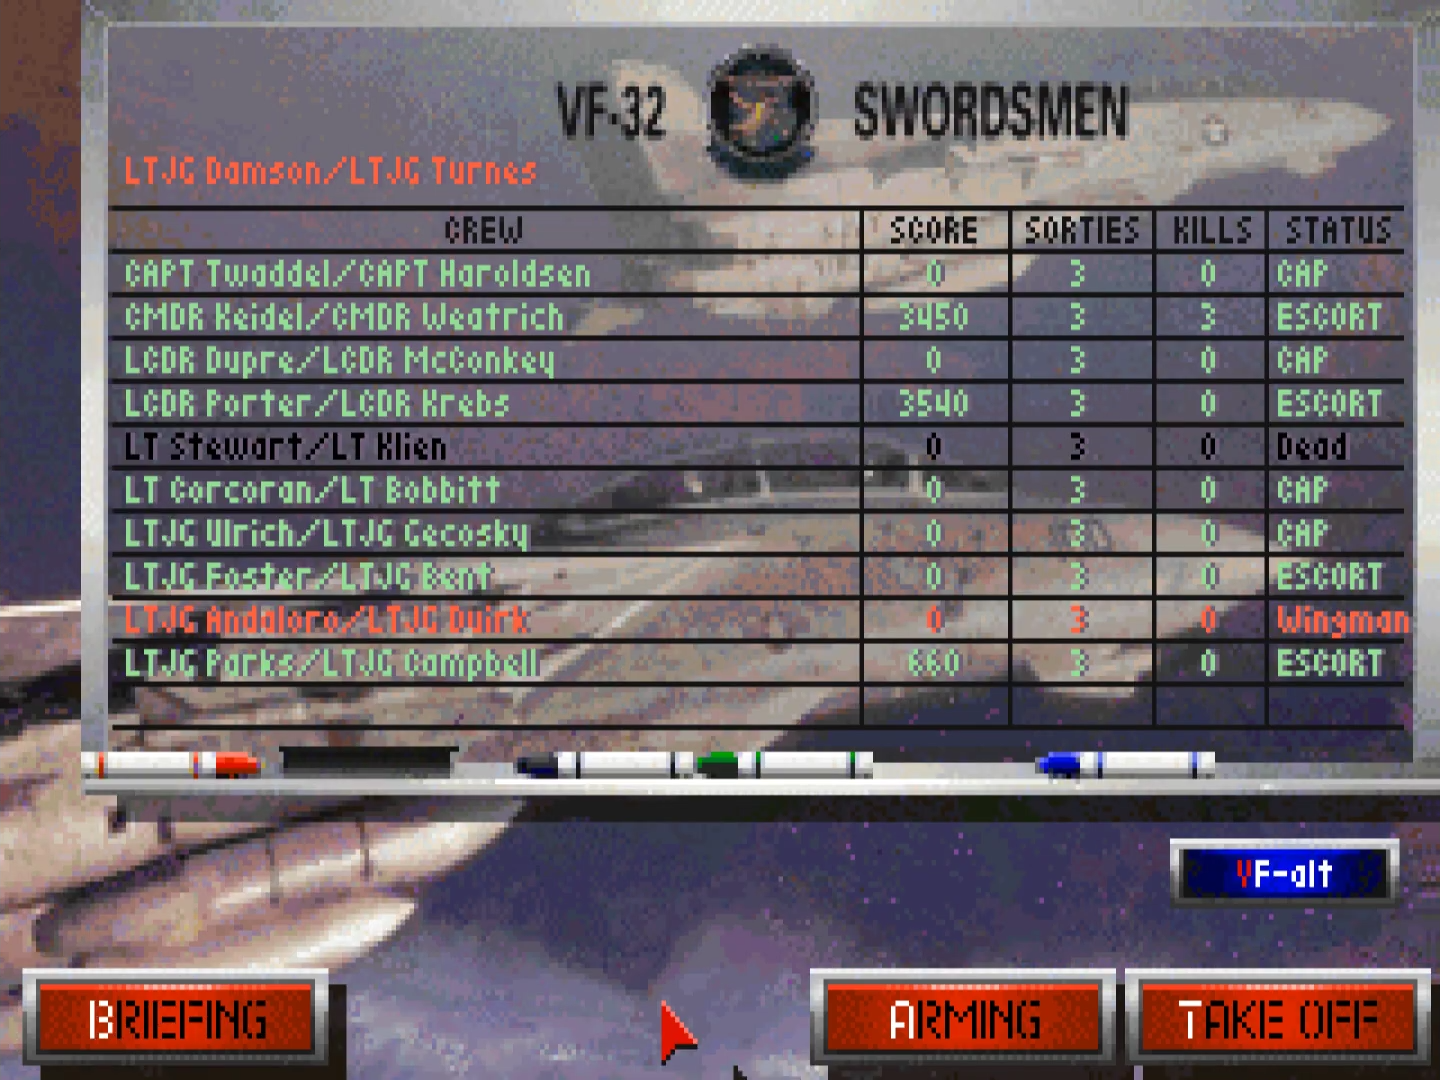 VF-32 SWORDSMEN
LTJG Damson/LTJG Turnes
CREW SCORE SORTIES KILLS STATUS
CAPT Twaddel/CAPT Haroldsen 0 3 0 CAP
CMDR Keidel/CMDR Weatrich 3450 3 3 ESCORT
LCDR Dupre/LCDR McConkey 0 3 0 CAP
LCDR Porter/LCDR Krebs 3540 3 0 ESCORT
LT Stewart/LT Klien 0 3 0 Dead
LT Corcoran/LT Bobbitt 0 3 0 CAP
LTJG Ulrich/LTJG Gecosky 0 3 0 CAP
LTJG Foster/LTJG Bent 0 3 0 ESCORT
LTJG Andaloro/LTJG Quirk 0 3 0 Wingman
LTJG Parks/LTJG Campbell 660 3 0 ESCORT
VF-alt
BRIEFING ARMING TAKE OFF